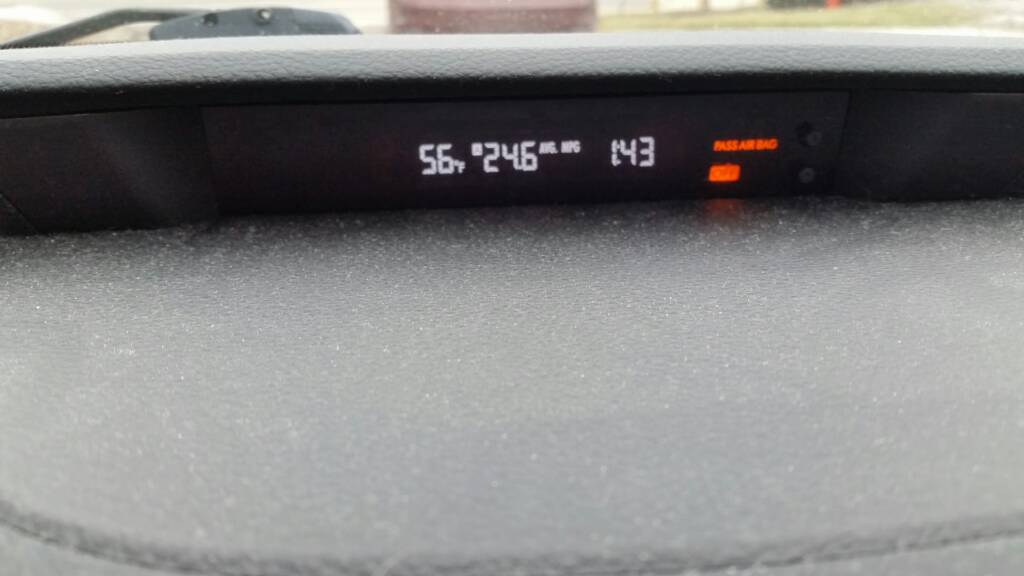 56°F A 24.6 AVG. MPG 1:43 PASS AIR BAG
OFF